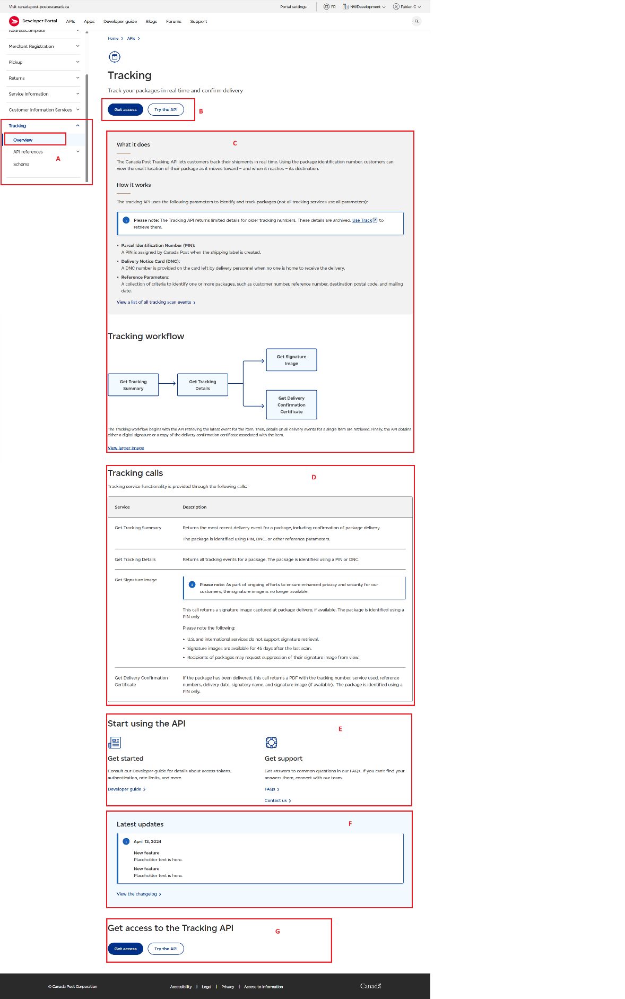 Visit canadapost-postescanada.ca
Portal settings
FR
NWDevelopment
Fabien C
Developer Portal
APIs
Apps
Developer guide
Blogs
Forums
Support
AddressComplete
Merchant Registration
Pickup
Returns
Service Information
Customer Information Services
Tracking
Overview
API references
Schema
A
Home
APIs
Tracking
Track your packages in real time and confirm delivery
Get access
Try the API
B
C
What it does
The Canada Post Tracking API lets customers track their shipments in real time. Using the package identification number, customers can
view the exact location of their package as it moves toward – and when it reaches – its destination.
How it works
The tracking API uses the following parameters to identify and track packages (not all tracking services use all parameters):
Please note: The Tracking API returns limited details for older tracking numbers. These details are archived. Use Track to
retrieve them.
• Parcel Identification Number (PIN):
A PIN is assigned by Canada Post when the shipping label is created.
• Delivery Notice Card (DNC):
A DNC number is provided on the card left by delivery personnel when no one is home to receive the delivery.
• Reference Parameters:
A collection of criteria to identify one or more packages, such as customer number, reference number, destination postal code, and mailing
date.
View a list of all tracking scan events
Tracking workflow
Get Tracking
Summary
Get Tracking
Details
Get Signature
Image
Get Delivery
Confirmation
Certificate
The Tracking workflow begins with the API retrieving the latest event for the item. Then, details on all delivery events for a single item are retrieved. Finally, the API obtains
either a digital signature or a copy of the delivery confirmation certificate associated with the item.
View larger image
Tracking calls
D
Tracking service functionality is provided through the following calls:
Service
Description
Get Tracking Summary
Returns the most recent delivery event for a package, including confirmation of package delivery.
The package is identified using PIN, DNC, or other reference parameters.
Get Tracking Details
Returns all tracking events for a package. The package is identified using a PIN or DNC.
Get Signature Image
Please note: As part of ongoing efforts to ensure enhanced privacy and security for our
customers, the signature image is no longer available.
This call returns a signature image captured at package delivery, if available. The package is identified using a
PIN only
Please note the following:
• U.S. and international services do not support signature retrieval.
• Signature images are available for 45 days after the last scan.
• Recipients of packages may request suppression of their signature image from view.
Get Delivery Confirmation
Certificate
If the package has been delivered, this call returns a PDF with the tracking number, service used, reference
numbers, delivery date, signatory name, and signature image (if available). The package is identified using a
PIN only.
Start using the API
E
Get started
Consult our Developer guide for details about access tokens,
authentication, rate limits, and more.
Developer guide
Get support
Get answers to common questions in our FAQs. If you can't find your
answers there, connect with our team.
FAQs
Contact us
Latest updates
F
April 13, 2024
New feature
Placeholder text is here.
New feature
Placeholder text is here.
View the changelog
Get access to the Tracking API
G
Get access
Try the API
© Canada Post Corporation
Accessibility
Legal
Privacy
Access to information
Canada